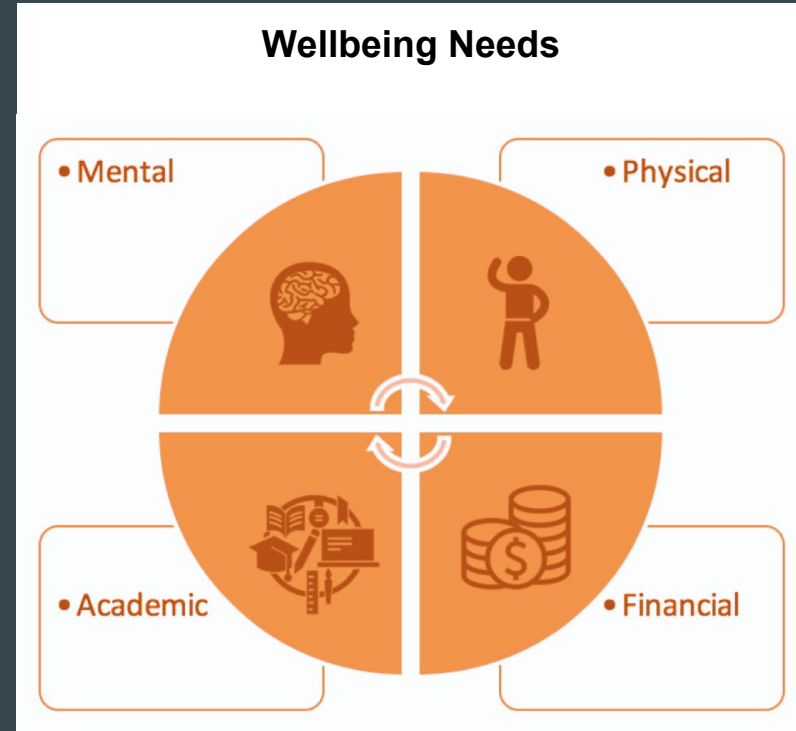 Wellbeing Needs
• Mental
• Physical
• Academic
• Financial
$